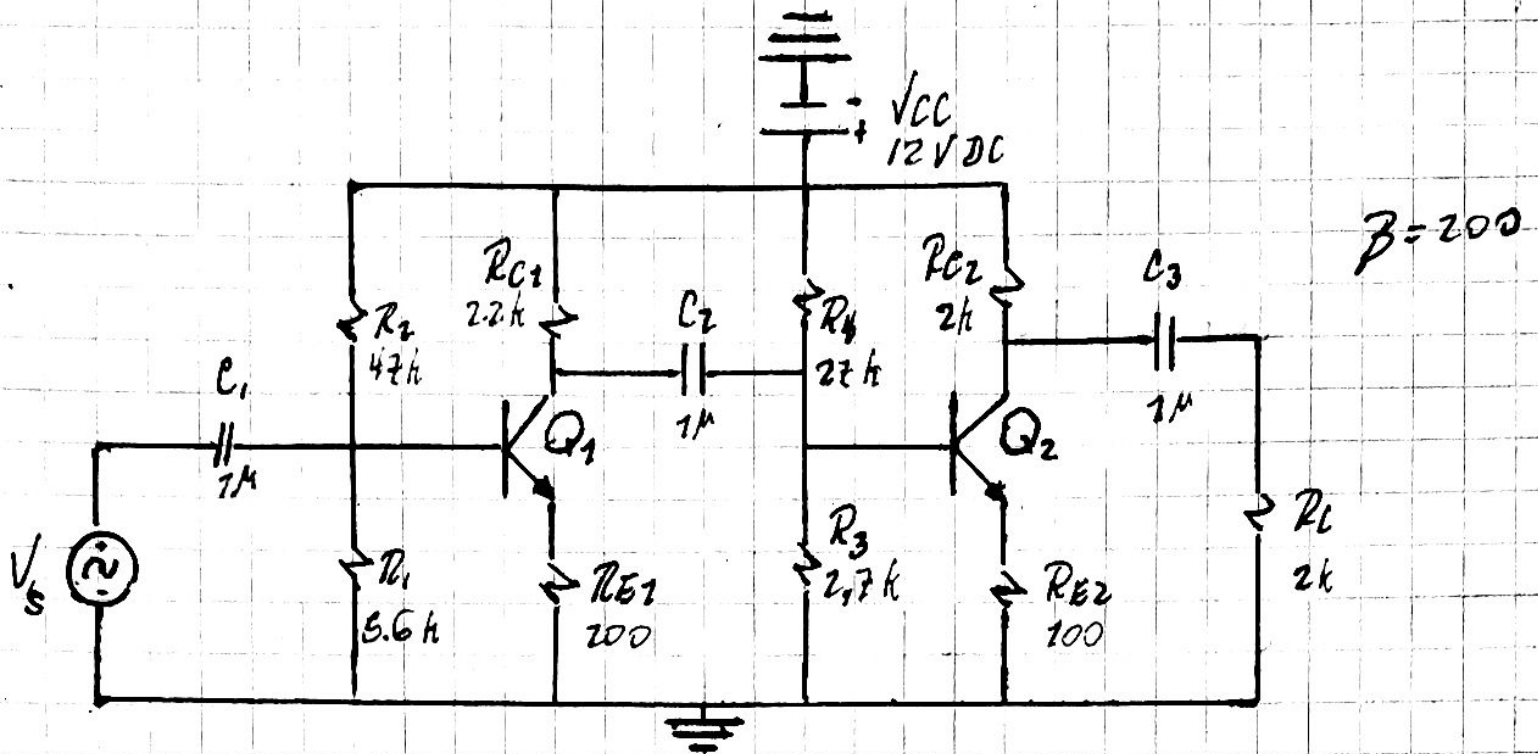 - VCC
+ 12V DC
β=200
RC1
2.2k
R2
47k
C2
1μ
R4
27k
RC2
2k
C3
1μ
C1
1μ
Q1
Q2
Vs
R1
5.6k
RE1
200
R3
2,7k
RE2
100
RL
2k